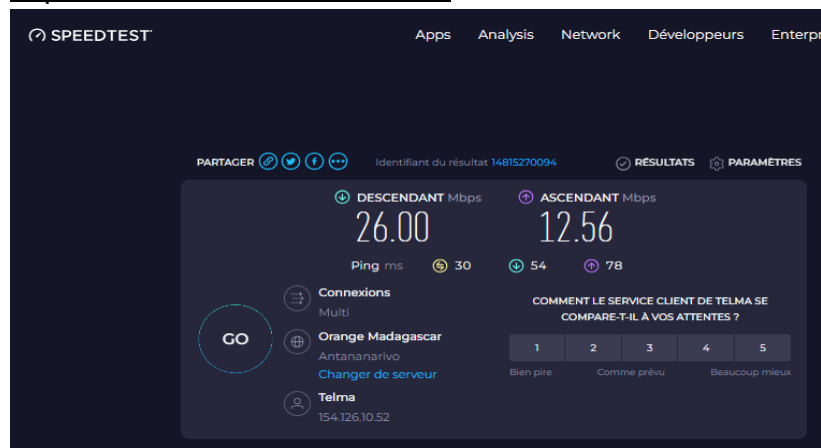 SPEEDTEST
Apps Analysis Network Développeurs
PARTAGER Identifiant du résultat 14815270094 RÉSULTATS PARAMÈTRES
DESCENDANT Mbps ASCENDANT Mbps
26.00 12.56
Ping ms 30 54 78
Connexions
Multi
COMMENT LE SERVICE CLIENT DE TELMA SE
COMPARE-T-IL À VOS ATTENTES ?
GO
Orange Madagascar
Antananarivo
Changer de serveur
1 2 3 4 5
Bien pire Comme prévu Beaucoup mieux
Telma
154.126.10.52